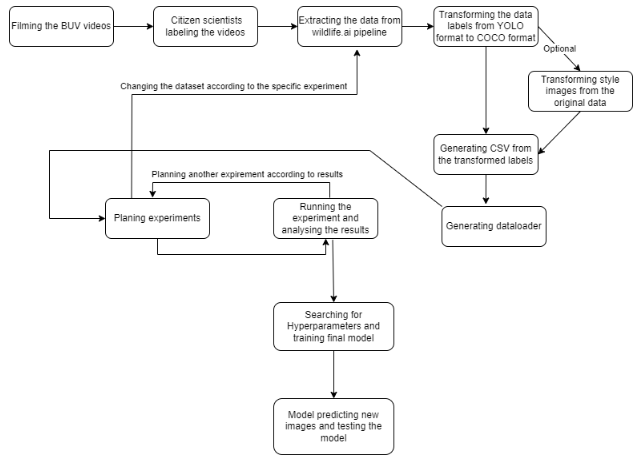 Filming the BUV videos
Citizen scientists
labeling the videos
Extracting the data from
wildlife.ai pipeline
Transforming the data
labels from YOLO
format to COCO format
Optional
Transforming style
images from the
original data
Changing the dataset according to the specific experiment
Generating CSV from
the transformed labels
Planning another expirement according to results
Planing experiments
Running the
experiment and
analysing the results
Generating dataloader
Searching for
Hyperparameters and
training final model
Model predicting new
images and testing the
model